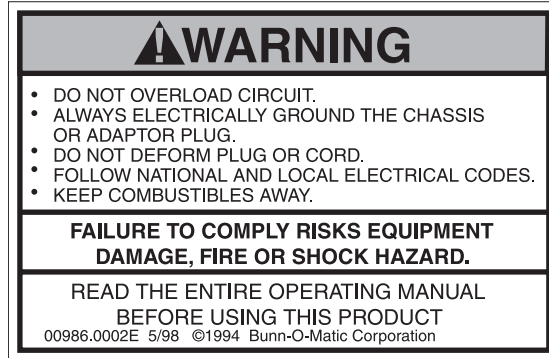 WARNING
• DO NOT OVERLOAD CIRCUIT.
• ALWAYS ELECTRICALLY GROUND THE CHASSIS
OR ADAPTOR PLUG.
• DO NOT DEFORM PLUG OR CORD.
• FOLLOW NATIONAL AND LOCAL ELECTRICAL CODES.
• KEEP COMBUSTIBLES AWAY.
FAILURE TO COMPLY RISKS EQUIPMENT
DAMAGE, FIRE OR SHOCK HAZARD.
READ THE ENTIRE OPERATING MANUAL
BEFORE USING THIS PRODUCT
00986.0002E 5/98 ©1994 Bunn-O-Matic Corporation